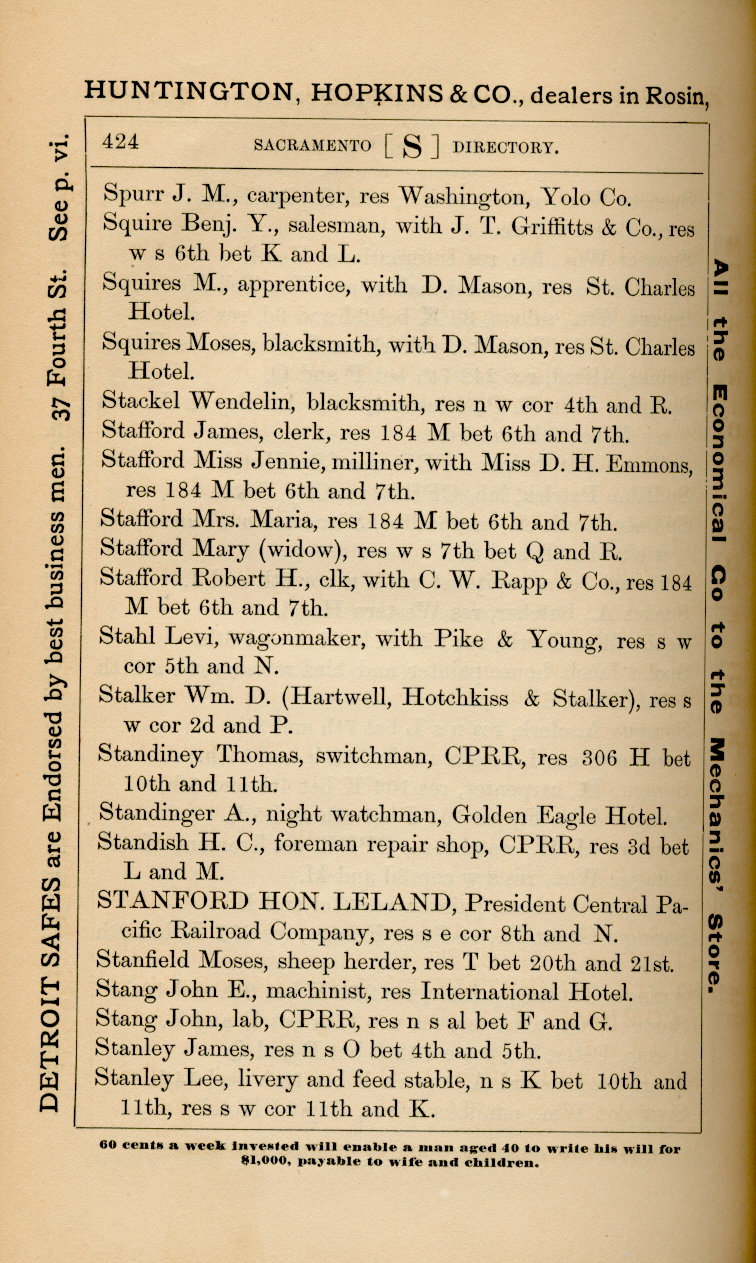 HUNTINGTON, HOPKINS & CO., dealers in Rosin,
424 SACRAMENTO [ S ] DIRECTORY.
Spurr J. M., carpenter, res Washington, Yolo Co.
Squire Benj. Y., salesman, with J. T. Griffitts & Co., res
w s 6th bet K and L.
Squires M., apprentice, with D. Mason, res St. Charles
Hotel.
Squires Moses, blacksmith, with D. Mason, res St. Charles
Hotel.
Stackel Wendelin, blacksmith, res n w cor 4th and R.
Stafford James, clerk, res 184 M bet 6th and 7th.
Stafford Miss Jennie, milliner, with Miss D. H. Emmons,
res 184 M bet 6th and 7th.
Stafford Mrs. Maria, res 184 M bet 6th and 7th.
Stafford Mary (widow), res w s 7th bet Q and R.
Stafford Robert H., clk, with C. W. Rapp & Co., res 184
M bet 6th and 7th.
Stahl Levi, wagonmaker, with Pike & Young, res s w
cor 5th and N.
Stalker Wm. D. (Hartwell, Hotchkiss & Stalker), res s
w cor 2d and P.
Standiney Thomas, switchman, CPRR, res 306 H bet
10th and 11th.
Standinger A., night watchman, Golden Eagle Hotel.
Standish H. C., foreman repair shop, CPRR, res 3d bet
L and M.
STANFORD HON. LELAND, President Central Pa-
cific Railroad Company, res s e cor 8th and N.
Stanfield Moses, sheep herder, res T bet 20th and 21st.
Stang John E., machinist, res International Hotel.
Stang John, lab, CPRR, res n s al bet F and G.
Stanley James, res n s O bet 4th and 5th.
Stanley Lee, livery and feed stable, n s K bet 10th and
11th, res s w cor 11th and K.
60 cents a week invested will enable a man aged 40 to write his will for
$1,000, payable to wife and children.
DETROIT SAFES are Endorsed by best business men. 37 Fourth St. See p. vi.
All the Economical Go to the Mechanics' Store.